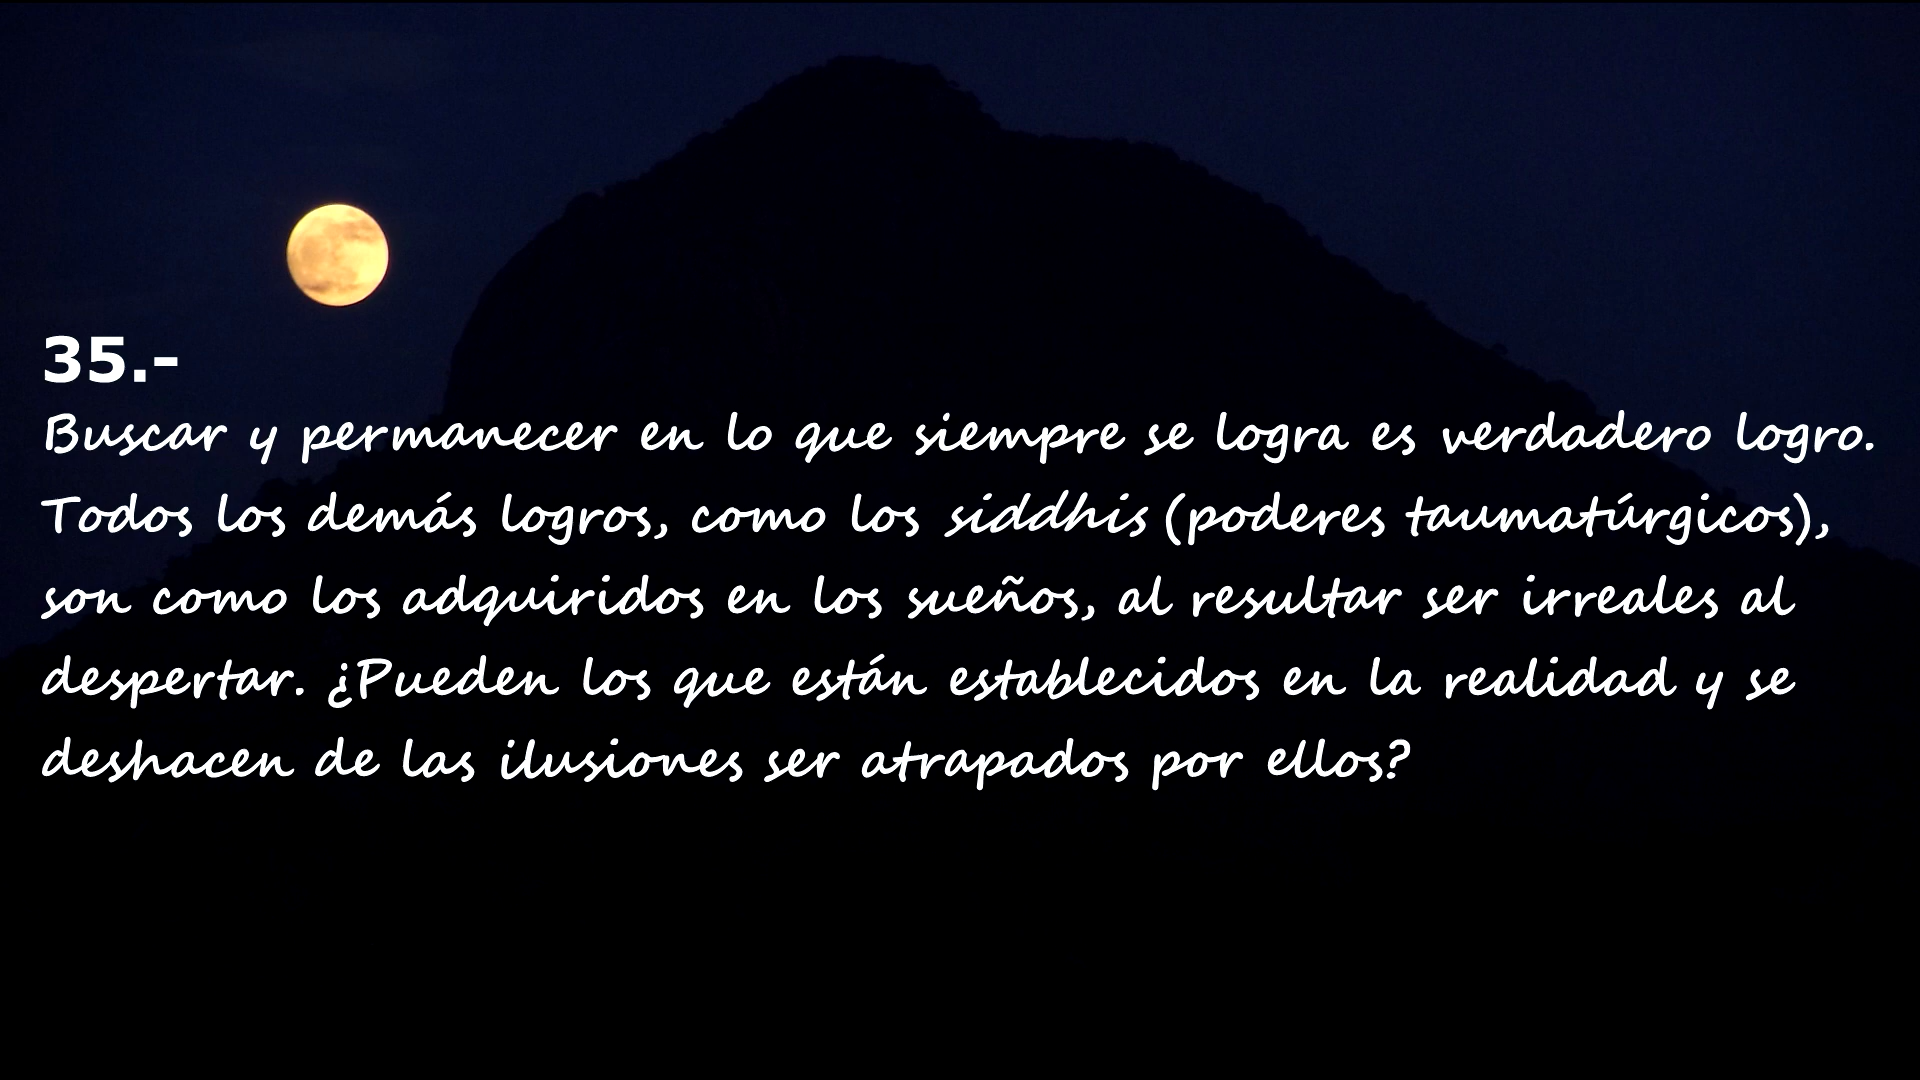 35.-
Buscar y permanecer en lo que siempre se logra es verdadero logro.
Todos los demás logros, como los siddhis (poderes taumatúrgicos),
son como los adquiridos en los sueños, al resultar ser irreales al
despertar. ¿Pueden los que están establecidos en la realidad y se
deshacen de las ilusiones ser atrapados por ellos?